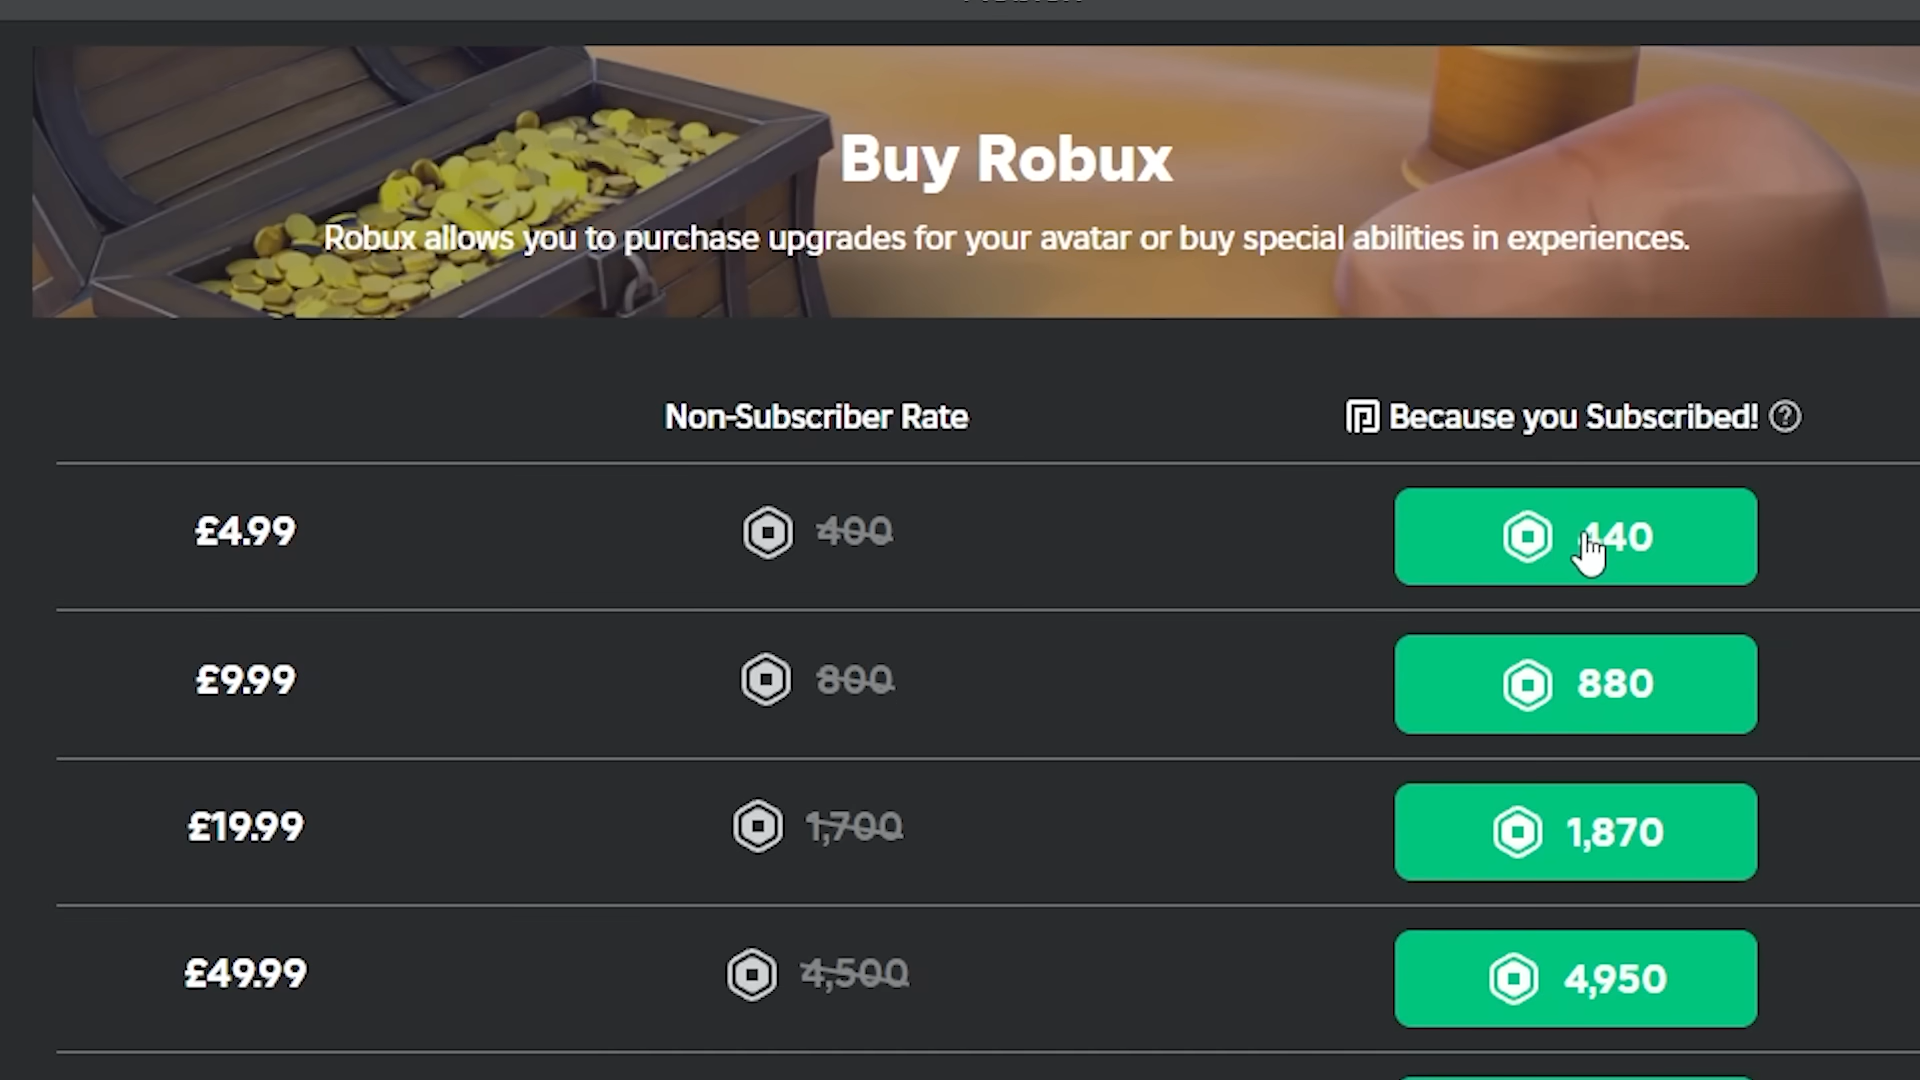 Buy Robux
Robux allows you to purchase upgrades for your avatar or buy special abilities in experiences.
Non-Subscriber Rate
Because you Subscribed! ?
£4.99 400 440
£9.99 800 880
£19.99 1,700 1,870
£49.99 4,500 4,950